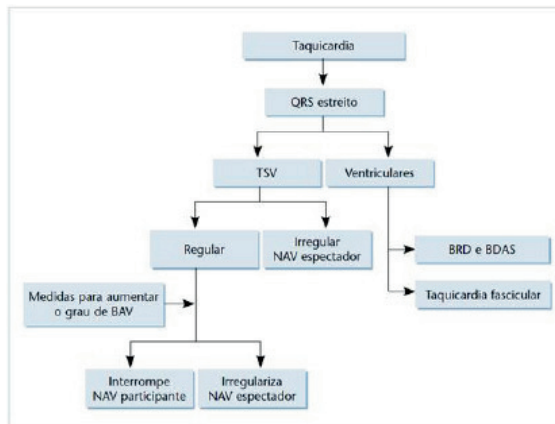 Taquicardia
QRS estreito
TSV
Ventriculares
Regular
Irregular
NAV espectador
BRD e BDAS
Medidas para aumentar
o grau de BAV
Taquicardia fascicular
Interrompe
NAV participante
Irregulariza
NAV espectador